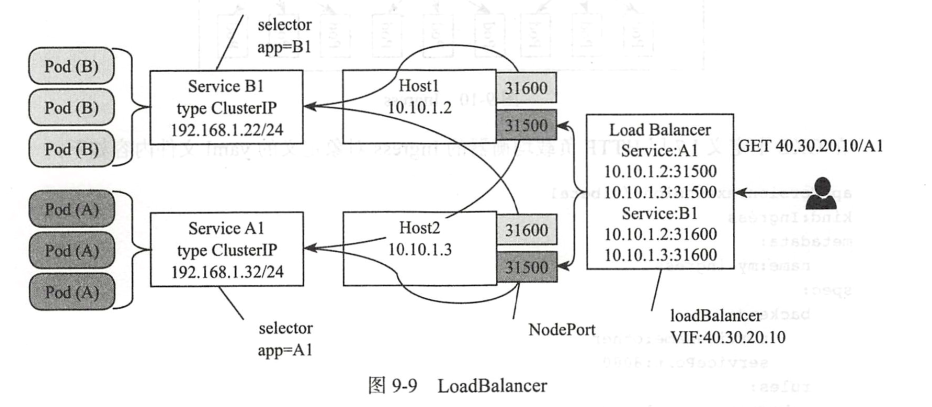 selector
app=B1
Pod (B)
Pod (B)
Pod (B)
Service B1
type ClusterIP
192.168.1.22/24
Host1
10.10.1.2
31600
31500
Load Balancer
Service:A1
10.10.1.2:31500
10.10.1.3:31500
Service:B1
10.10.1.2:31600
10.10.1.3:31600
GET 40.30.20.10/A1
Pod (A)
Pod (A)
Pod (A)
Service A1
type ClusterIP
192.168.1.32/24
Host2
10.10.1.3
31600
31500
selector
app=A1
NodePort
loadBalancer
VIF:40.30.20.10
图 9-9 LoadBalancer